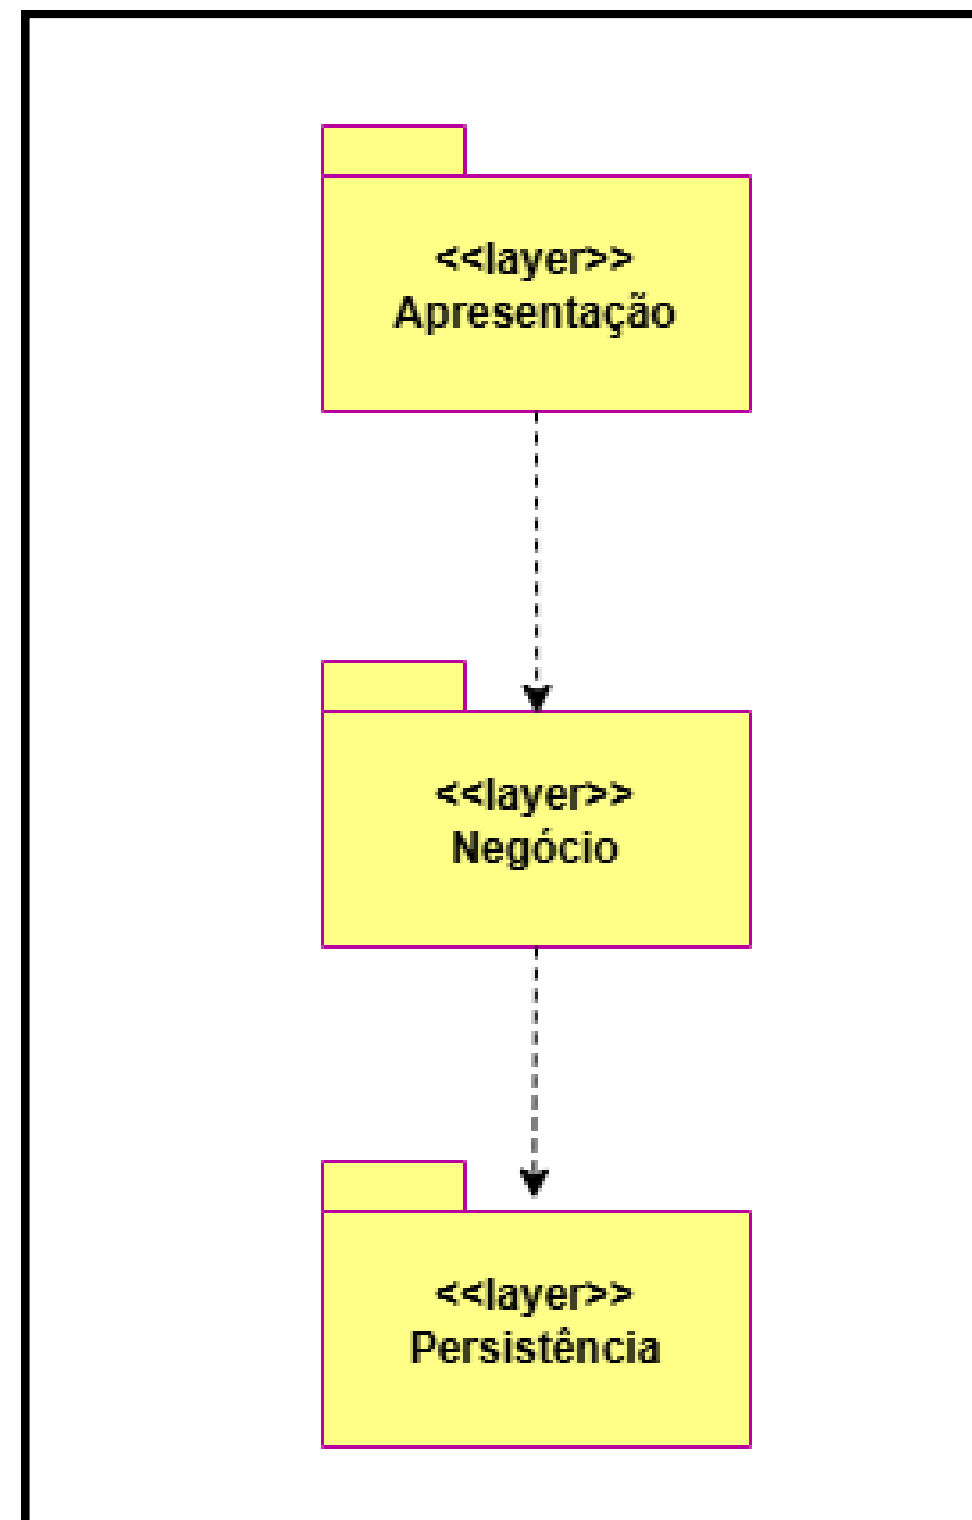 <<layer>>
Apresentação
<<layer>>
Negócio
<<layer>>
Persistência